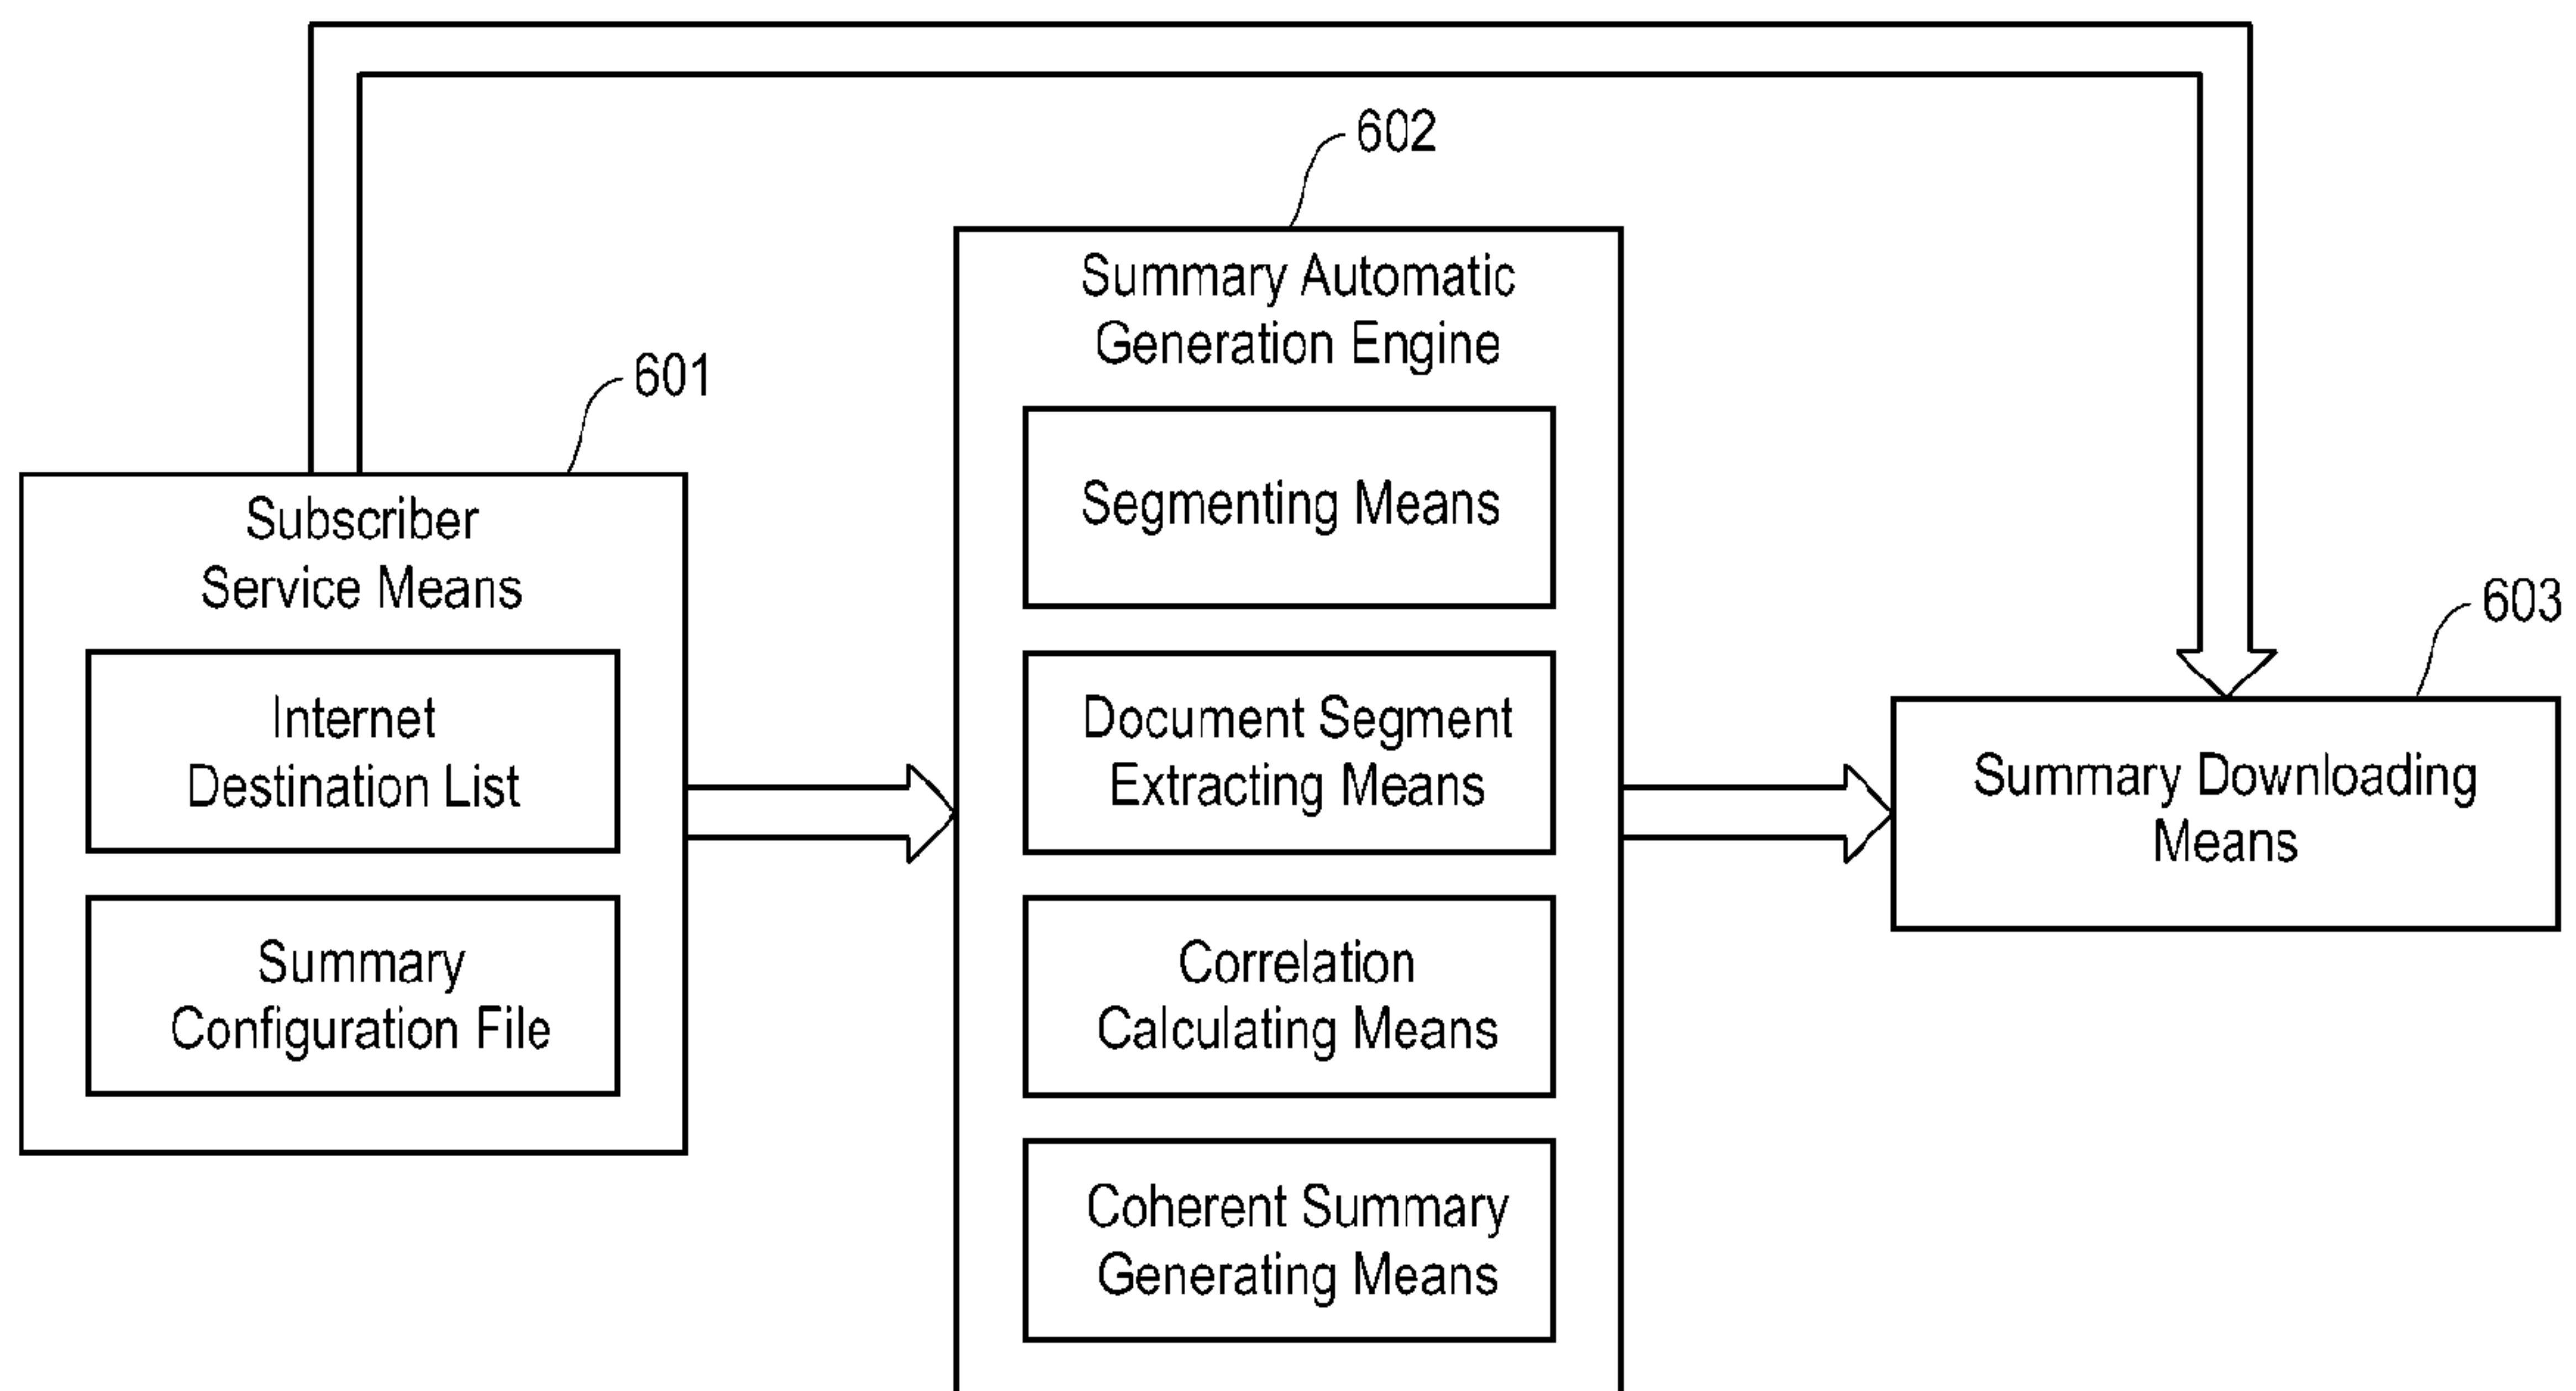 601
Subscriber
Service Means
Internet
Destination List
Summary
Configuration File
602
Summary Automatic
Generation Engine
Segmenting Means
Document Segment
Extracting Means
Correlation
Calculating Means
Coherent Summary
Generating Means
603
Summary Downloading
Means